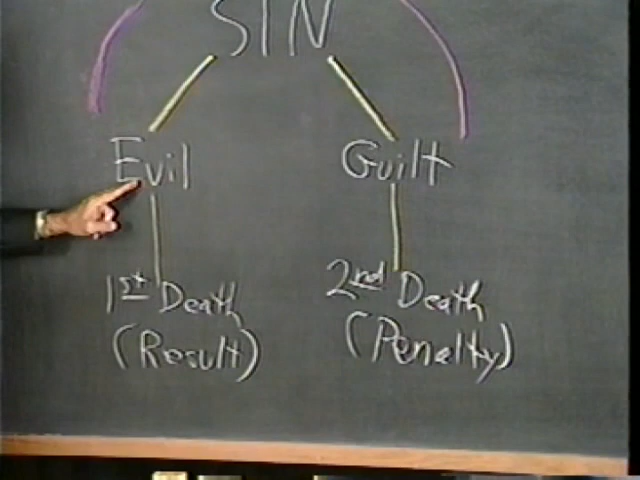 SIN
Evil Guilt
1st Death 2nd Death
(Result) (Penalty)